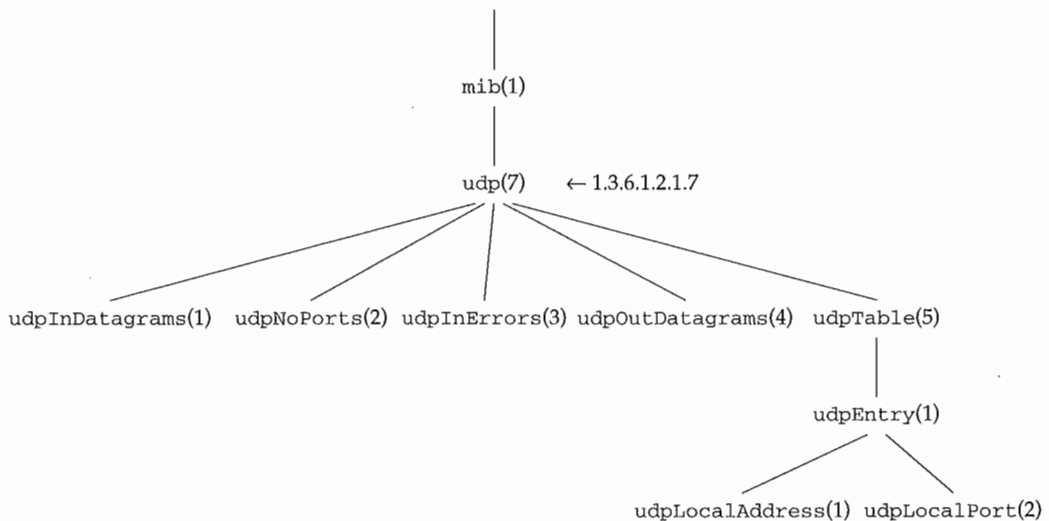 mib(1)
udp(7) ← 1.3.6.1.2.1.7
udpInDatagrams(1) udpNoPorts(2) udpInErrors(3) udpOutDatagrams(4) udpTable(5)
udpEntry(1)
udpLocalAddress(1) udpLocalPort(2)